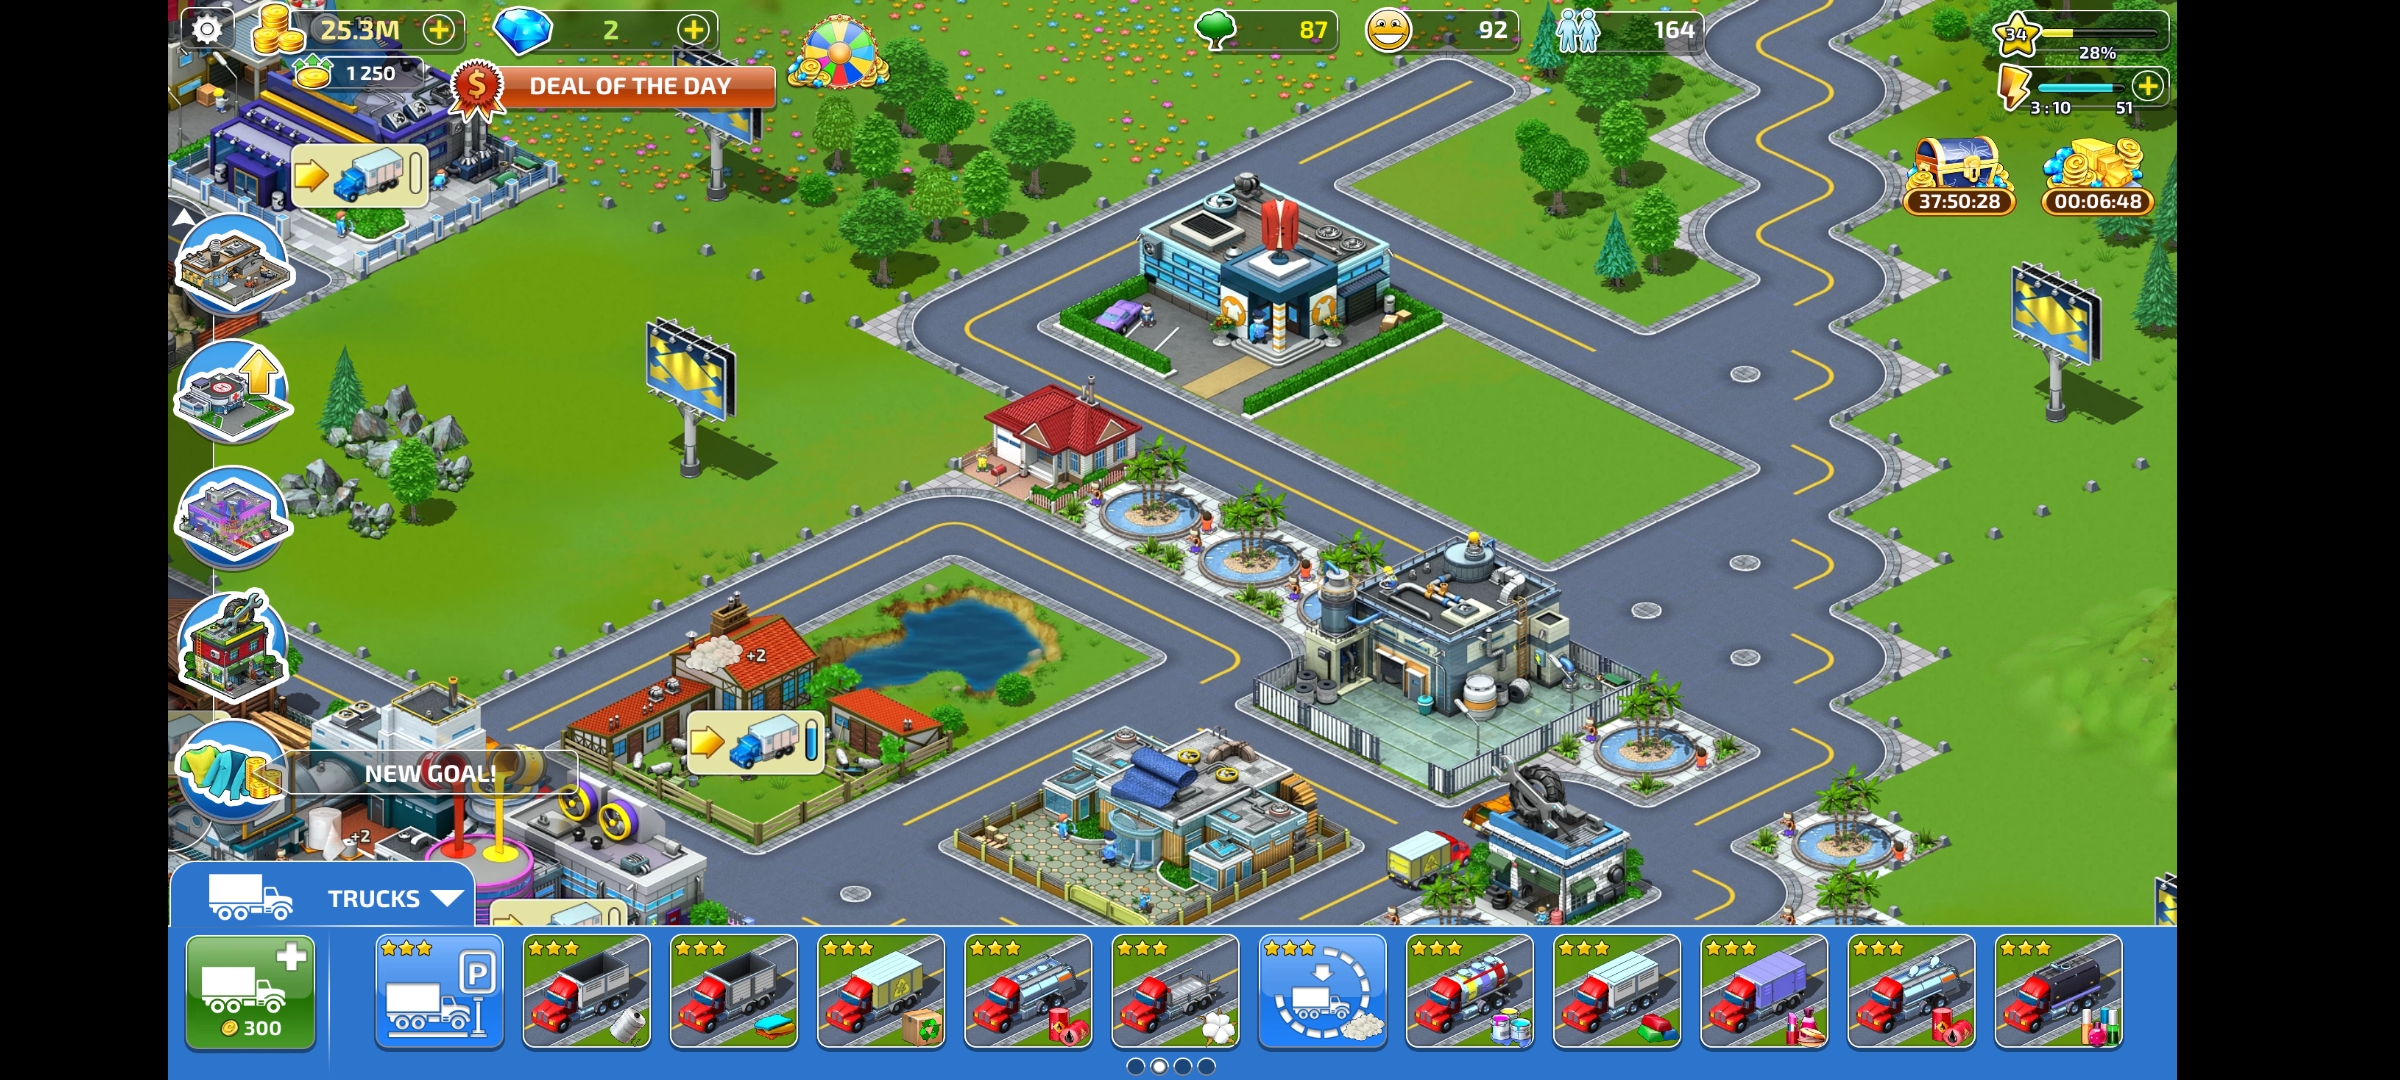 25.3M
2
87
92
164
34
28%
1 250
DEAL OF THE DAY
3:10
51
37:50:28
00:06:48
+2
NEW GOAL!
+2
TRUCKS
300
P